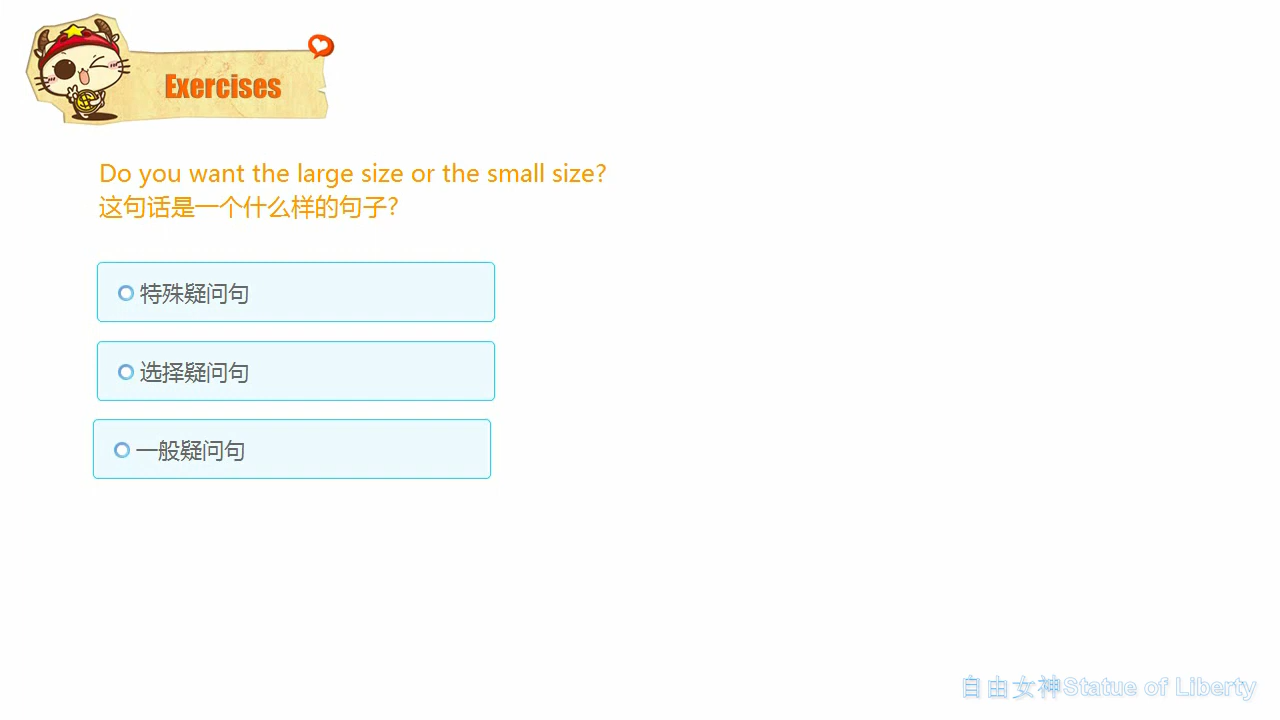 Exercises
Do you want the large size or the small size?
这句话是一个什么样的句子?
特殊疑问句
选择疑问句
一般疑问句
自由女神Statue of Liberty